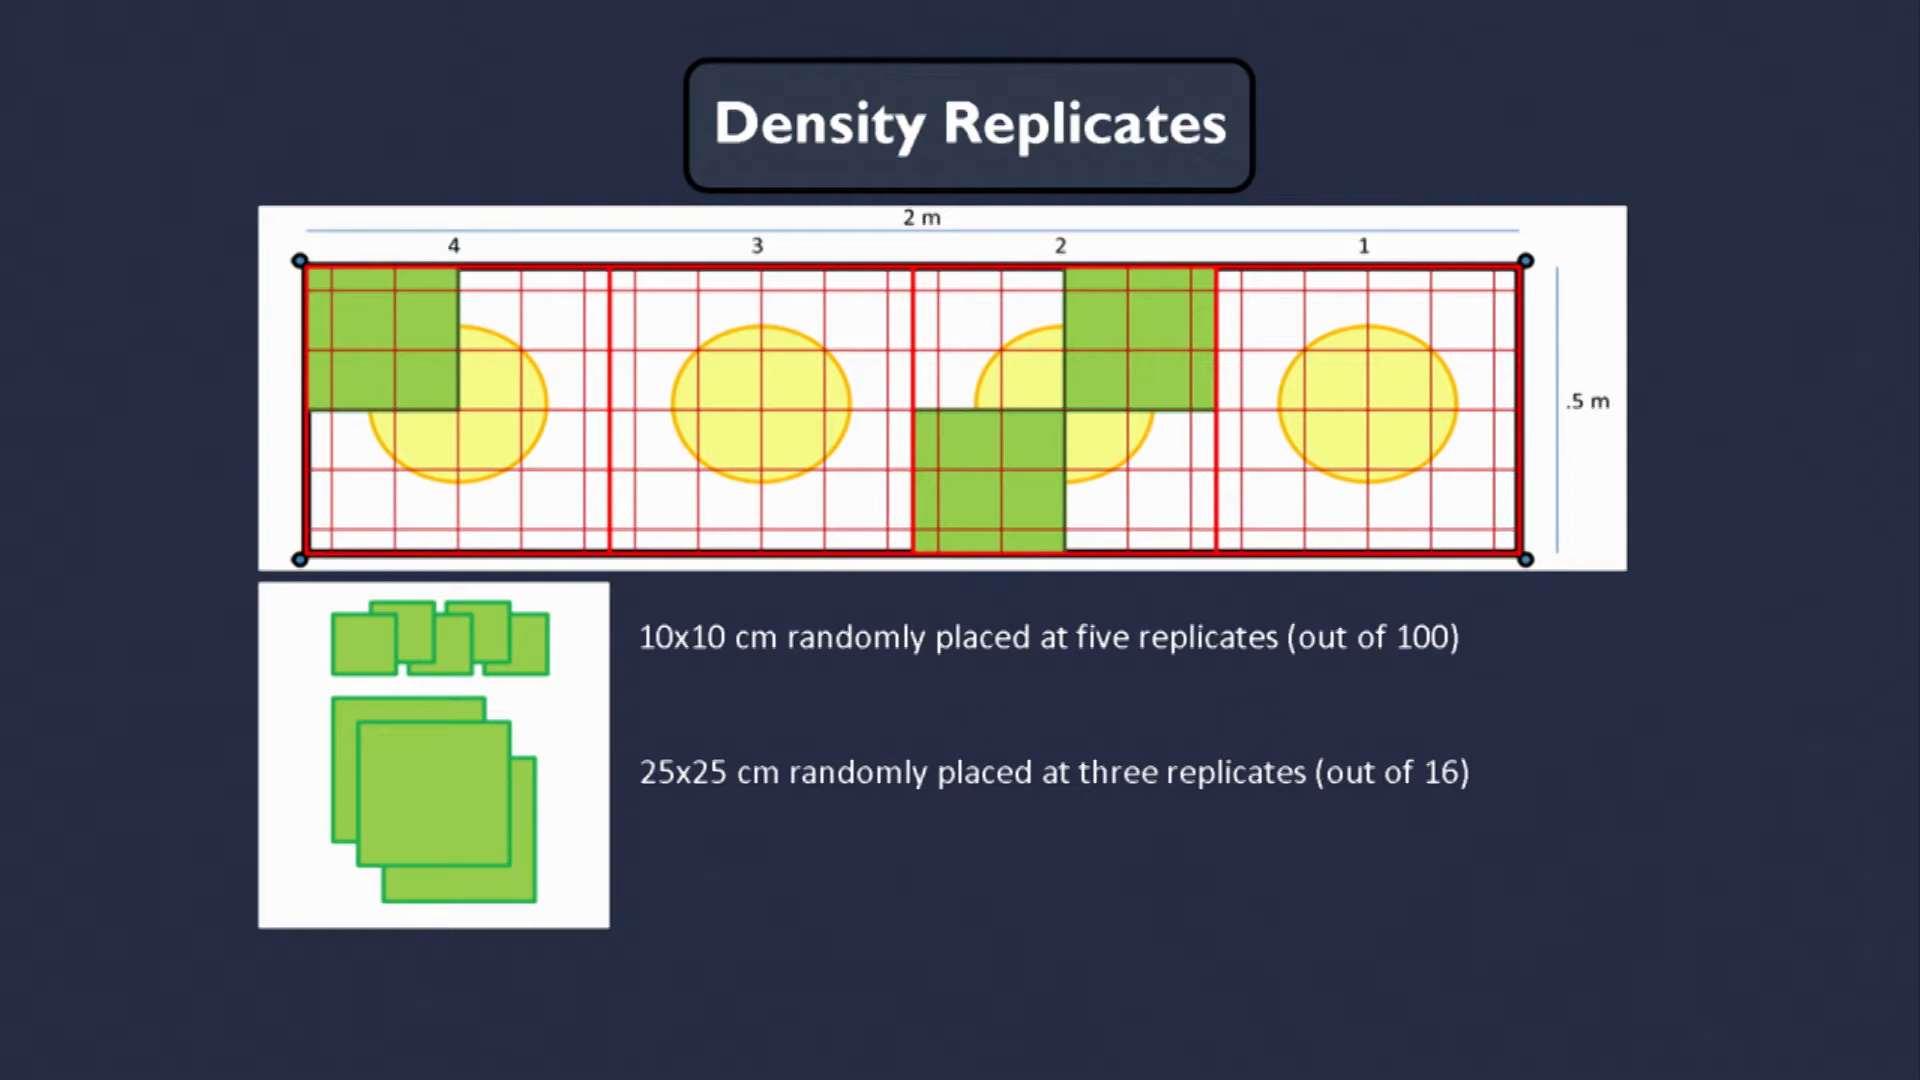 Density Replicates
2 m
4 3 2 1
.5 m
10x10 cm randomly placed at five replicates (out of 100)
25x25 cm randomly placed at three replicates (out of 16)